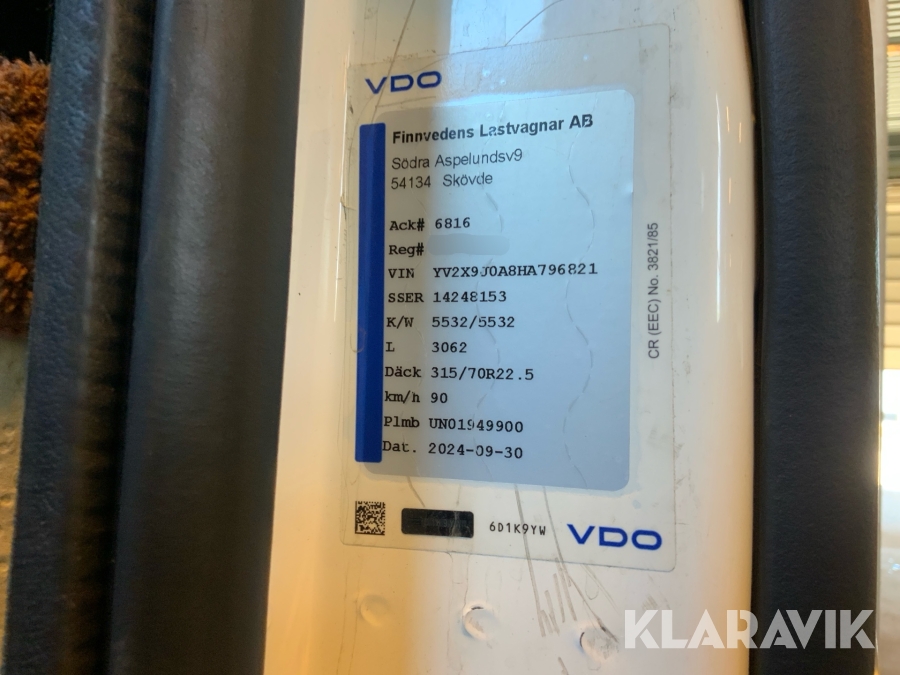 VDO
Finnvedens Lastvagnar AB
Södra Aspelundsv9
54134 Skövde
Ack# 6816
Reg#
VIN YV2X9J0A8HA796821
SSER 14248153
K/W 5532/5532
L 3062
Däck 315/70R22.5
km/h 90
Plmb UN01949900
Dat. 2024-09-30
CR (EEC) No. 3821/85
6D1K9YW VDO
KLARAVIK